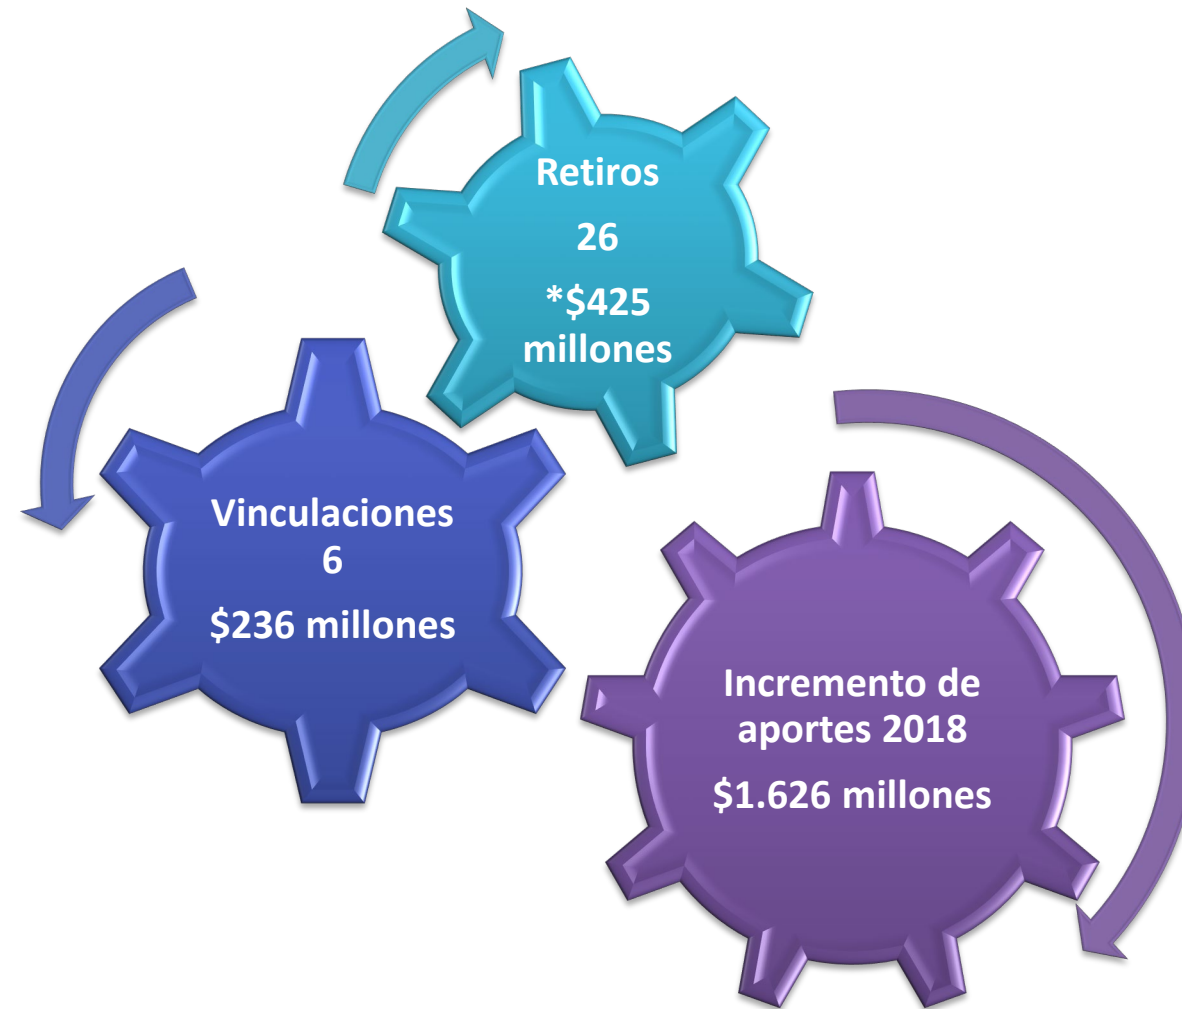 Retiros
26
*$425
millones
Vinculaciones
6
$236 millones
Incremento de
aportes 2018
$1.626 millones